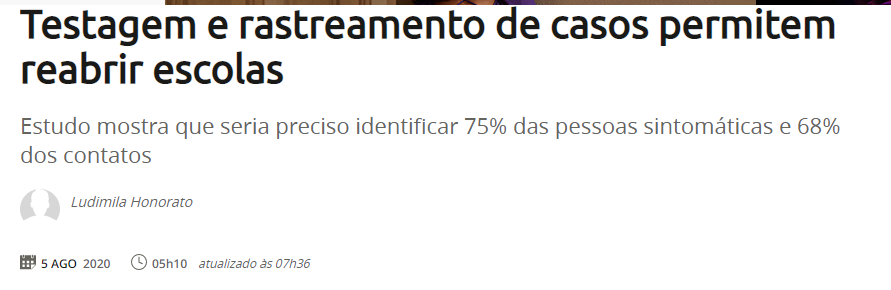 Testagem e rastreamento de casos permitem
reabrir escolas
Estudo mostra que seria preciso identificar 75% das pessoas sintomáticas e 68%
dos contatos
Ludimila Honorato
5 AGO 2020 05h10 atualizado às 07h36